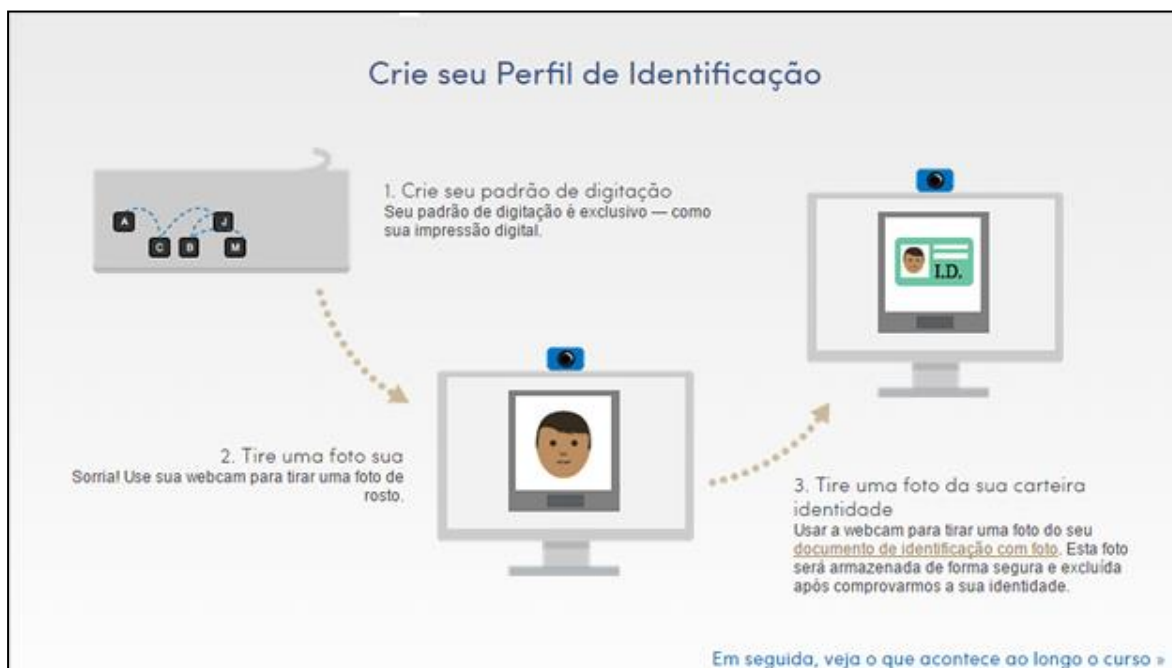 Crie seu Perfil de Identificação
1. Crie seu padrão de digitação
Seu padrão de digitação é exclusivo — como
sua impressão digital.
A
J
C
B
M
I.D.
2. Tire uma foto sua
Sorria! Use sua webcam para tirar uma foto de
rosto.
3. Tire uma foto da sua carteira
identidade
Usar a webcam para tirar uma foto do seu
documento de identificação com foto. Esta foto
será armazenada de forma segura e excluída
após comprovarmos a sua identidade.
Em seguida, veja o que acontece ao longo o curso »